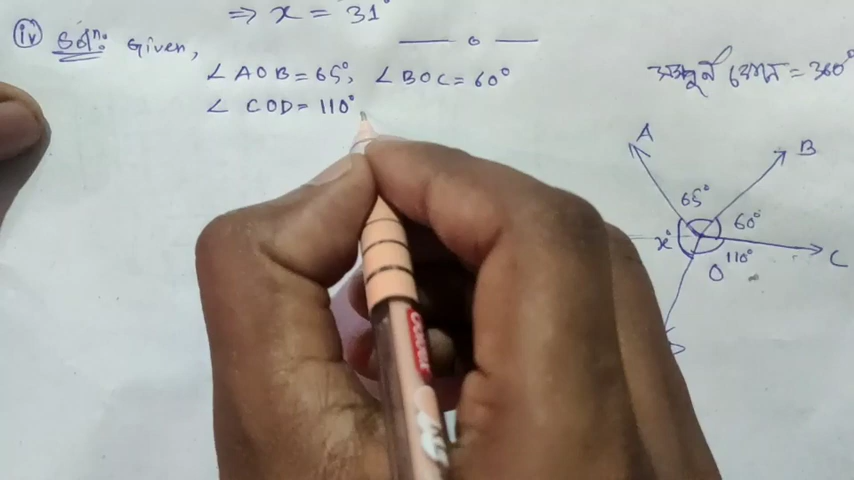 ⇒ x = 31°
(iv) Solⁿ: Given,
∠AOB = 65°, ∠BOC = 60°
∠ COD = 110°
সম্পূর্ণ কোণ = 360°
A
B
65°
60°
x°
110°
O
C
D